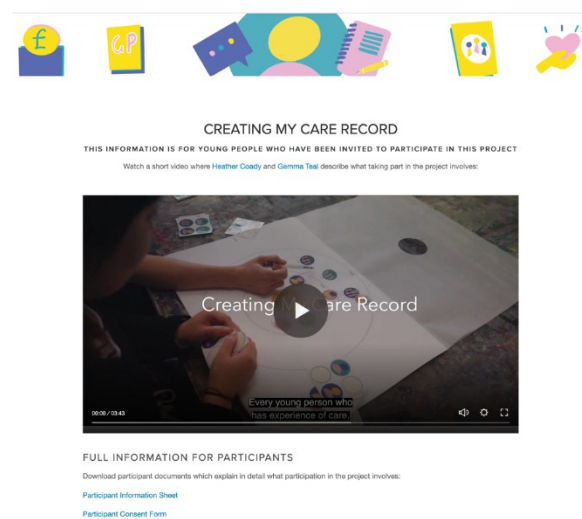 £
GP
CREATING MY CARE RECORD
THIS INFORMATION IS FOR YOUNG PEOPLE WHO HAVE BEEN INVITED TO PARTICIPATE IN THIS PROJECT
Watch a short video where Heather Coady and Gemma Teal describe what taking part in the project involves:
Creating My Care Record
Every young person who
has experience of care,
00:08 / 03:43
FULL INFORMATION FOR PARTICIPANTS
Download participant documents which explain in detail what participation in the project involves:
Participant Information Sheet
Participant Consent Form